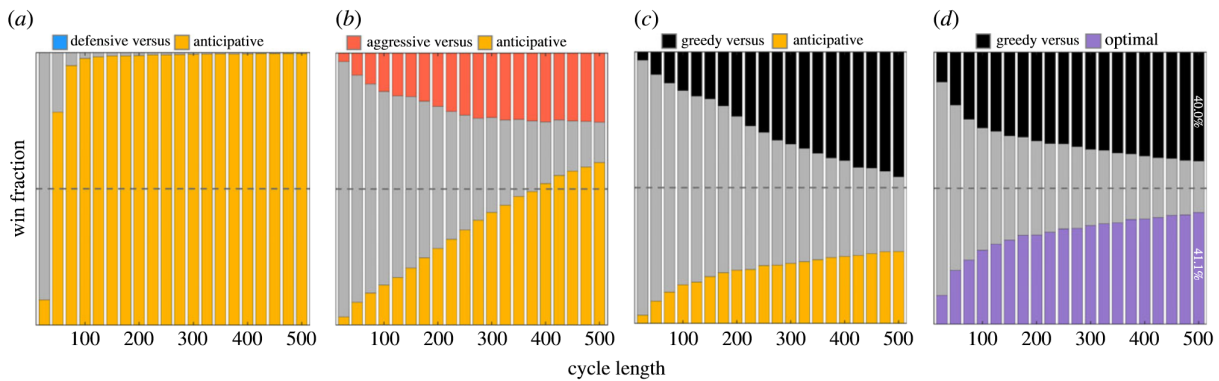 (a) (b) (c) (d)
defensive versus anticipative
aggressive versus anticipative
greedy versus anticipative
greedy versus optimal
win fraction
40.0%
41.1%
100 200 300 400 500
100 200 300 400 500
100 200 300 400 500
100 200 300 400 500
cycle length